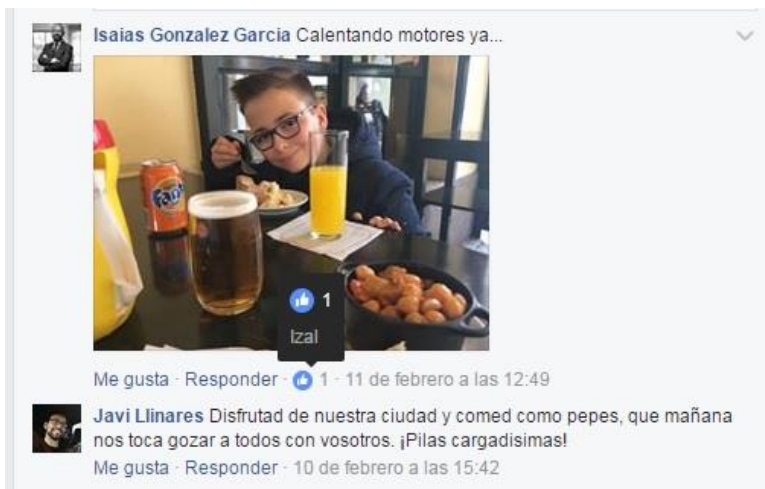 Isaias Gonzalez Garcia Calentando motores ya...
Fanta
1
Izal
Me gusta · Responder · 1 · 11 de febrero a las 12:49
Javi Llinares Disfrutad de nuestra ciudad y comed como pepes, que mañana
nos toca gozar a todos con vosotros. ¡Pilas cargadisimas!
Me gusta · Responder · 10 de febrero a las 15:42